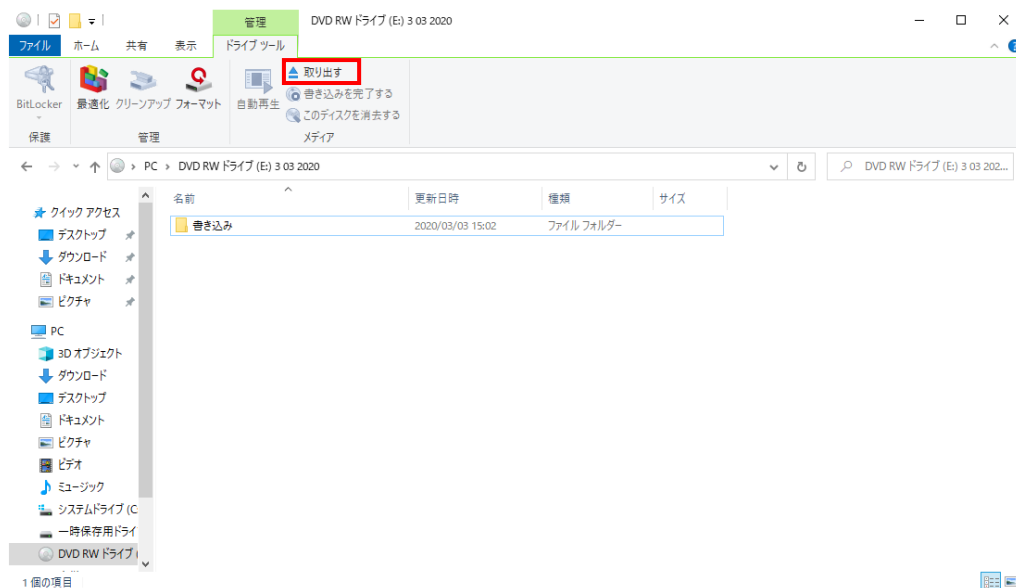 管理 DVD RW ドライブ (E:) 3 03 2020
ファイル ホーム 共有 表示 ドライブ ツール
BitLocker 最適化 クリーンアップ フォーマット 自動再生 取り出す
書き込みを完了する
このディスクを消去する
保護 管理 メディア
PC DVD RW ドライブ (E:) 3 03 2020 DVD RW ドライブ (E:) 3 03 202...
名前 更新日時 種類 サイズ
書き込み 2020/03/03 15:02 ファイル フォルダー
クイック アクセス
デスクトップ
ダウンロード
ドキュメント
ピクチャ
PC
3D オブジェクト
ダウンロード
デスクトップ
ドキュメント
ピクチャ
ビデオ
ミュージック
システムドライブ (C
一時保存用ドライ
DVD RW ドライブ (
1 個の項目